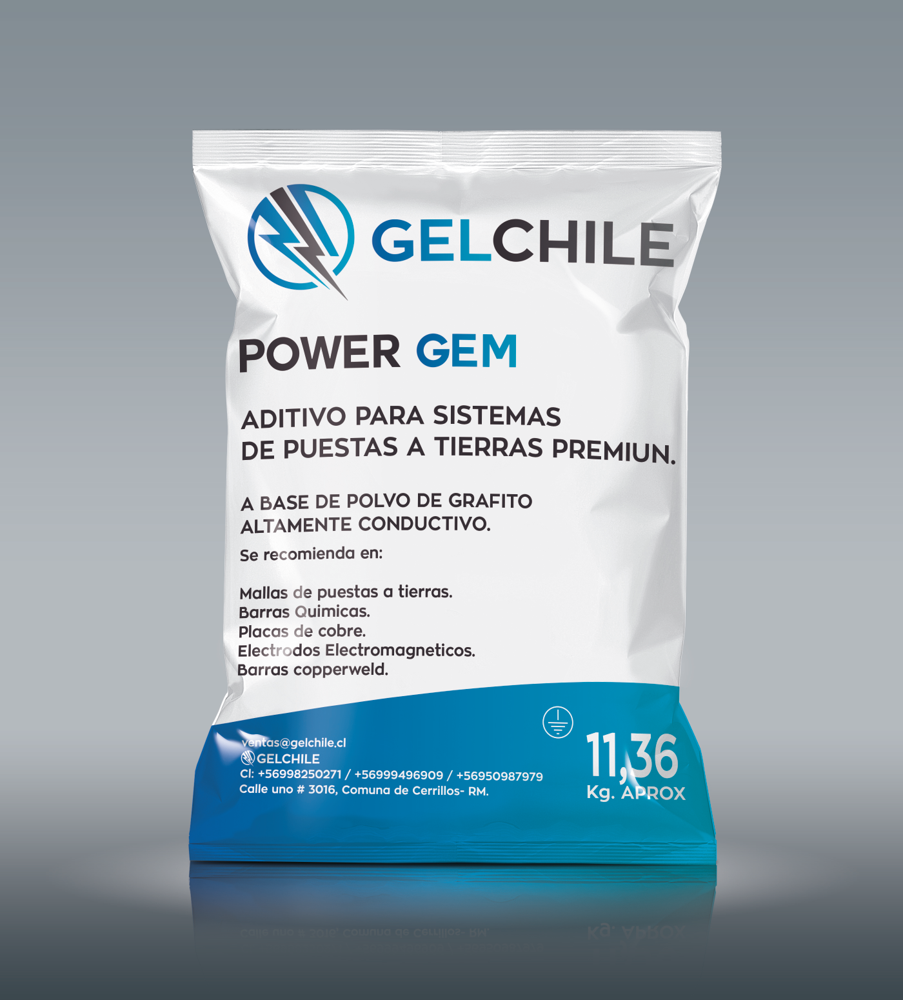 GELCHILE
POWER GEM
ADITIVO PARA SISTEMAS
DE PUESTAS A TIERRAS PREMIUN.
A BASE DE POLVO DE GRAFITO
ALTAMENTE CONDUCTIVO.
Se recomienda en:
Mallas de puestas a tierras.
Barras Quimicas.
Placas de cobre.
Electrodos Electromagneticos.
Barras copperweld.
ventas@gelchile.cl
GELCHILE
Cl: +56998250271 / +56999496909 / +56950987979
Calle uno # 3016, Comuna de Cerrillos- RM.
11,36
Kg. APROX